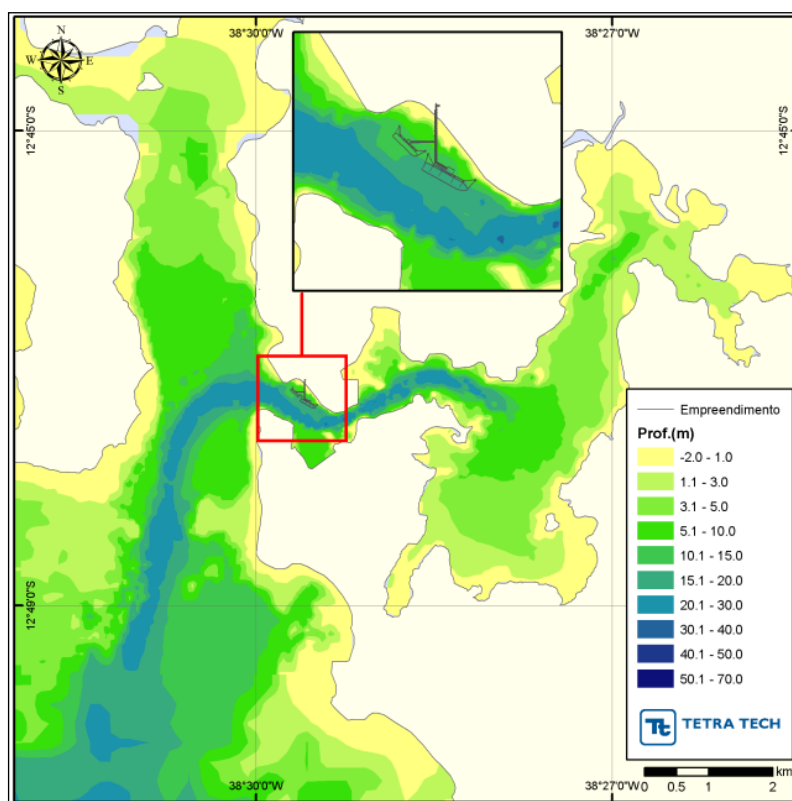 38°30'0"W
38°27'0"W
N
W
E
S
12°45'0"S
12°45'0"S
Empreendimento
Prof.(m)
-2.0 - 1.0
1.1 - 3.0
3.1 - 5.0
5.1 - 10.0
10.1 - 15.0
15.1 - 20.0
20.1 - 30.0
30.1 - 40.0
40.1 - 50.0
50.1 - 70.0
12°49'0"S
Tt TETRA TECH
km
0 0.5 1 2
38°30'0"W
38°27'0"W